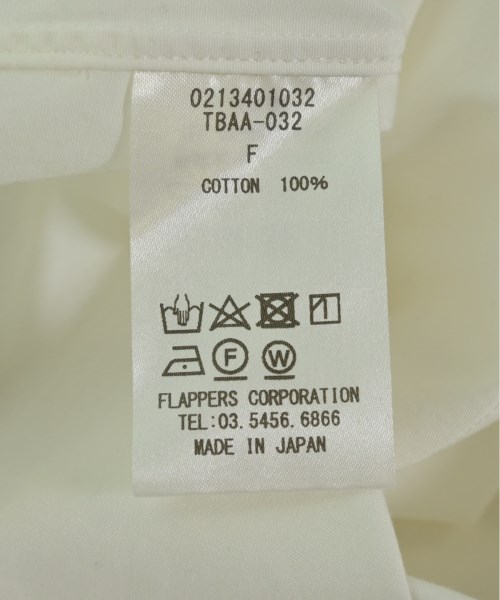 0213401032
TBAA-032
F
COTTON 100%
F W
FLAPPERS CORPORATION
TEL:03.5456.6866
MADE IN JAPAN